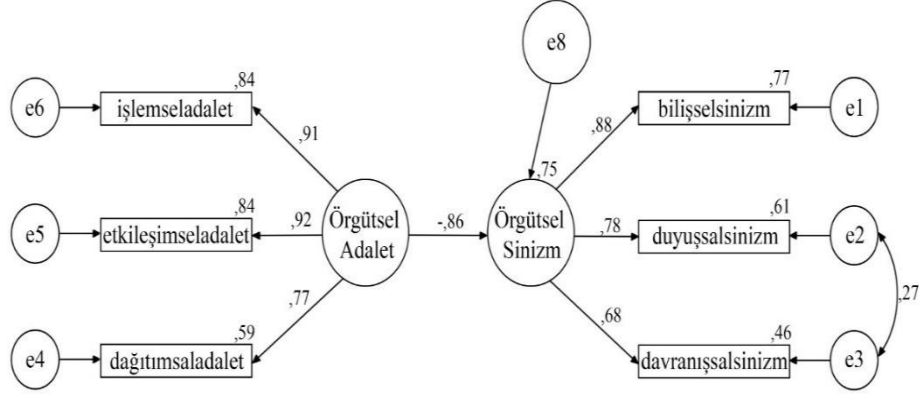 e8
,84
,77
e6
işlemseladalet
bilişselsinizm
e1
,91
,88
,75
,84
,61
e5
etkileşimseladalet
,92
Örgütsel
Adalet
-,86
Örgütsel
Sinizm
,78
duyuşsalsinizm
e2
,77
,68
,27
,59
,46
e4
dağıtımsaladalet
davranışsalsinizm
e3